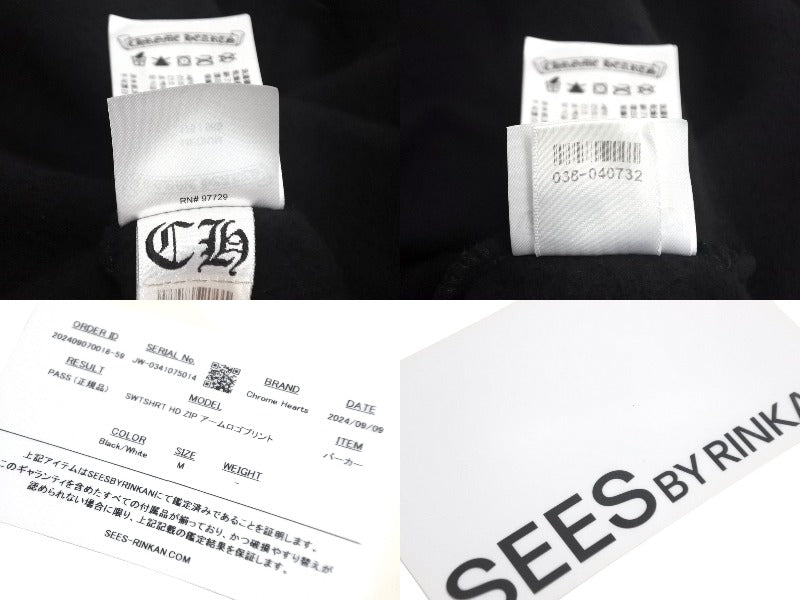 CHROME HEARTS
RN# 97729
CH
CHROME HEARTS
038-040732
ORDER ID
202409070016-59
SERIAL No.
JW-0341075014
RESULT
PASS (正規品)
MODEL
SWTSHRT HD ZIP アームロゴプリント
BRAND
Chrome Hearts
DATE
2024/09/09
COLOR
Black/White
SIZE
M
WEIGHT
-
ITEM
パーカー
上記アイテムはSEESBYRINKANにて鑑定済みであることを証明します。
このギャランティを含めたすべての付属品が揃っており、かつ破損やすり替えが
認められない場合に限り、上記記載の鑑定結果を保証します。
SEES-RINKAN.COM
SEES BY RINKA